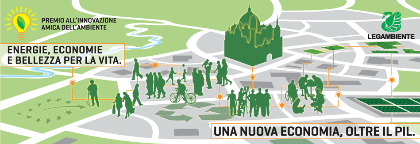 PREMIO ALL'INNOVAZIONE
AMICA DELL'AMBIENTE
LEGAMBIENTE
ENERGIE, ECONOMIE
E BELLEZZA PER LA VITA.
UNA NUOVA ECONOMIA, OLTRE IL PIL.